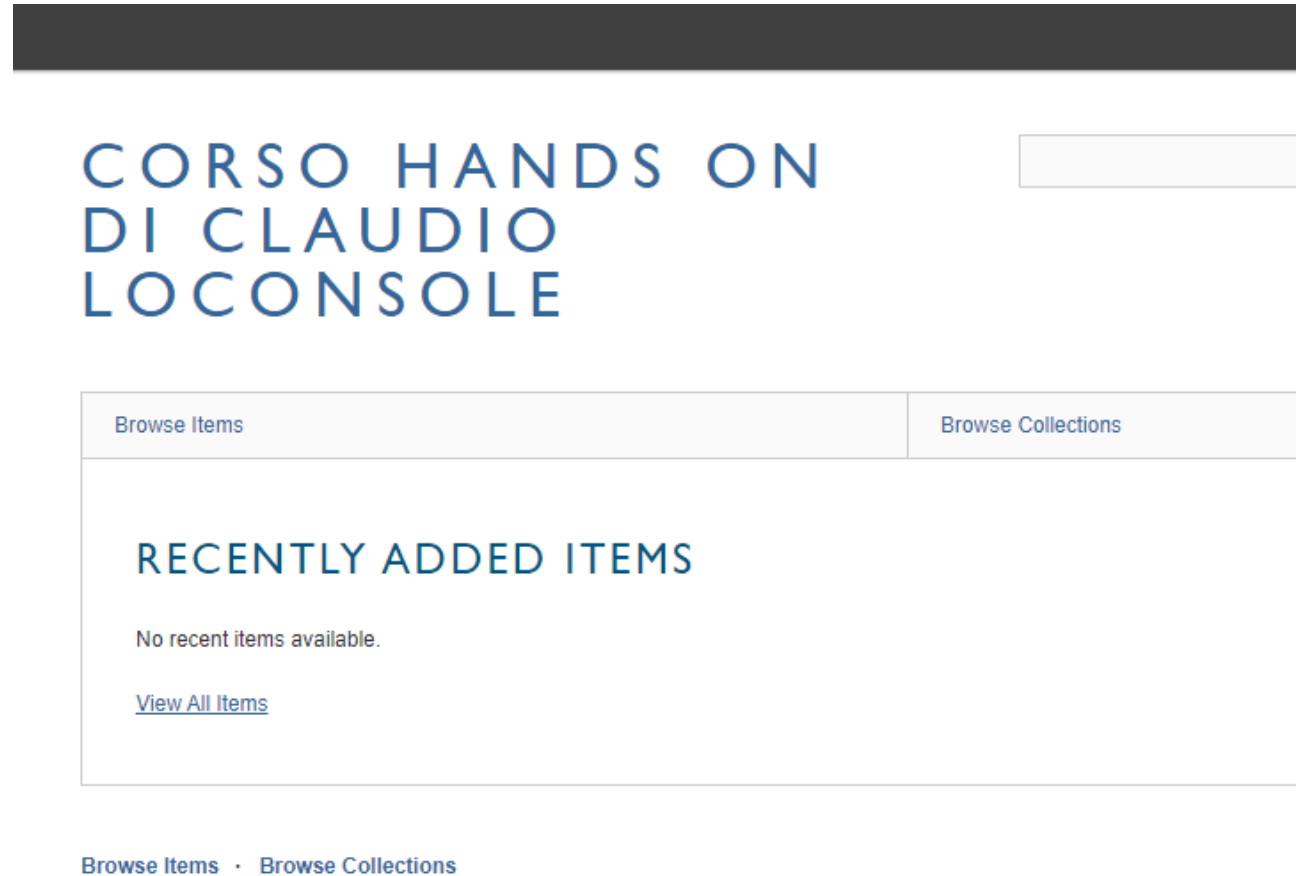 CORSO HANDS ON
DI CLAUDIO
LOCONSOLE
Browse Items
Browse Collections
RECENTLY ADDED ITEMS
No recent items available.
View All Items
Browse Items · Browse Collections